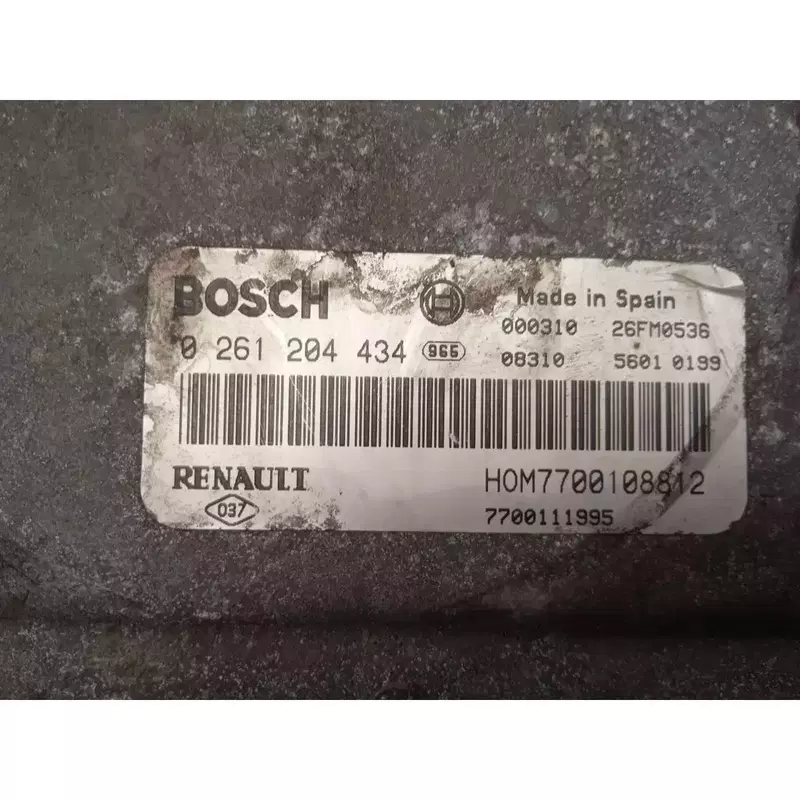 BOSCH
Made in Spain
000310 26FM0536
0 261 204 434 966
08310 5601 0199
RENAULT
HOM7700108812
037
7700111995